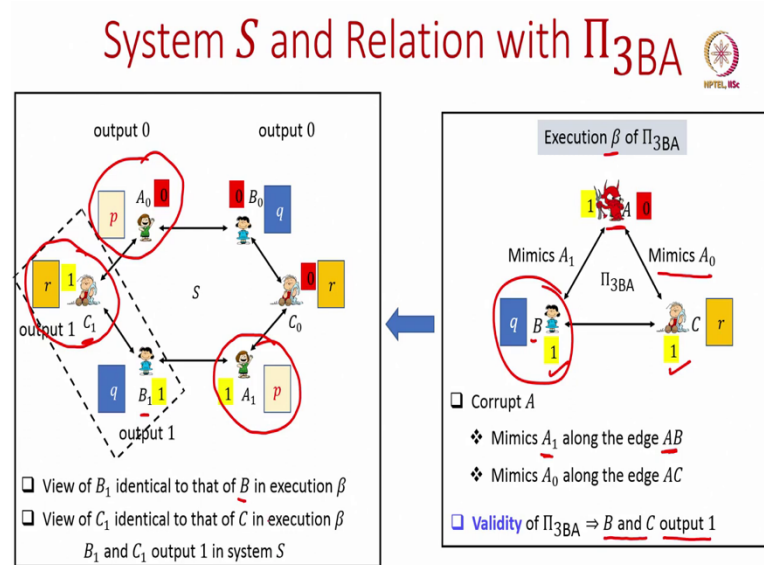 System S and Relation with Π3BA
NPTEL, IISc
output 0
output 0
p
A0
0
0
B0
q
r
1
C1
output 1
S
0
r
C0
q
B1
1
output 1
1
A1
p
❑ View of B1 identical to that of B in execution β
❑ View of C1 identical to that of C in execution β
B1 and C1 output 1 in system S
Execution β of Π3BA
1
A
0
Mimics A1
Mimics A0
Π3BA
q
B
1
C
r
1
❑ Corrupt A
❖ Mimics A1 along the edge AB
❖ Mimics A0 along the edge AC
❑ Validity of Π3BA ⇒ B and C output 1